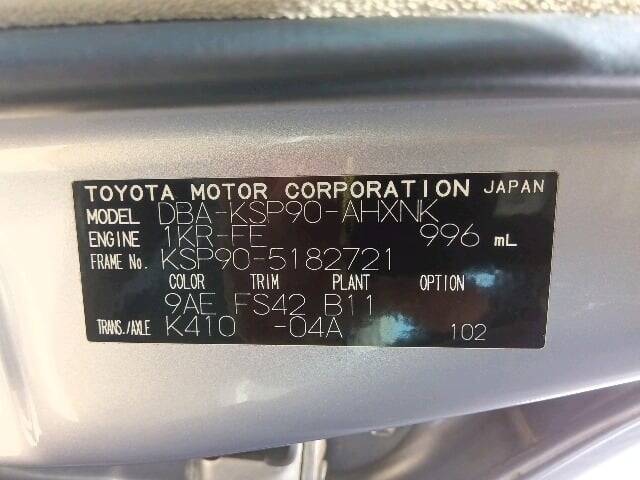 TOYOTA MOTOR CORPORATION JAPAN
MODEL DBA-KSP90-AHXNK
ENGINE 1KR-FE 996 mL
FRAME No. KSP90-5182721
COLOR TRIM PLANT OPTION
9AE FS42 B11
TRANS./AXLE K410 -04A 102